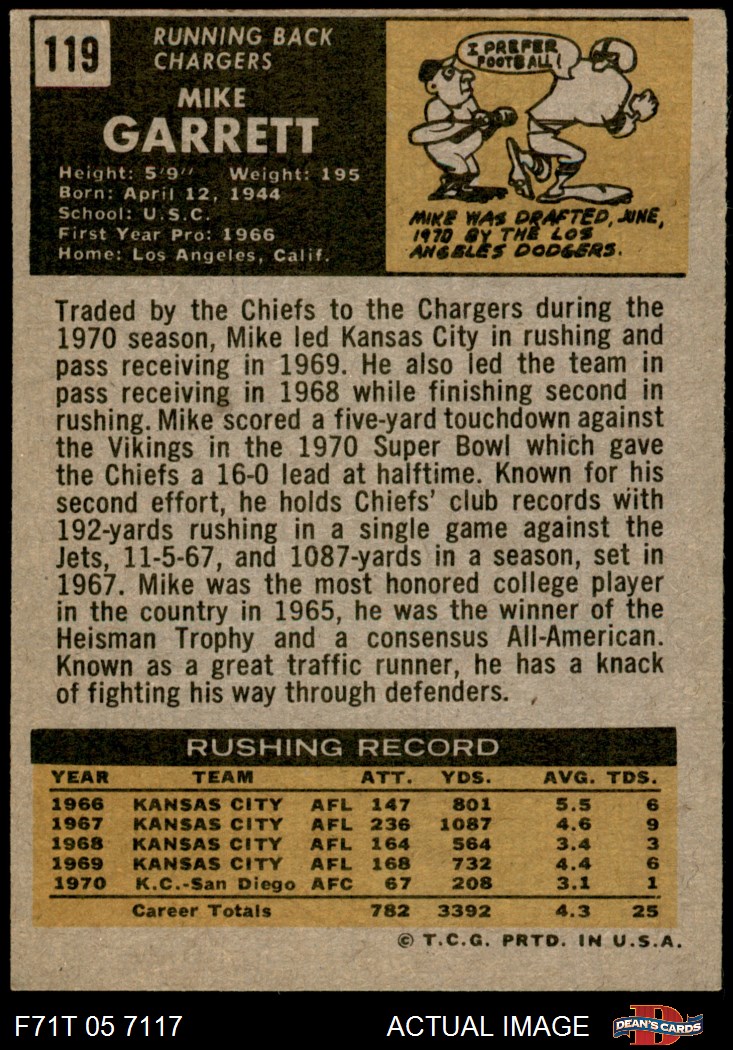 119
RUNNING BACK
CHARGERS
MIKE
GARRETT
Height: 5'9" Weight: 195
Born: April 12, 1944
School: U.S.C.
First Year Pro: 1966
Home: Los Angeles, Calif.
I PREFER
FOOTBALL!
MIKE WAS DRAFTED, JUNE,
1970 BY THE LOS
ANGELES DODGERS.
Traded by the Chiefs to the Chargers during the
1970 season, Mike led Kansas City in rushing and
pass receiving in 1969. He also led the team in
pass receiving in 1968 while finishing second in
rushing. Mike scored a five-yard touchdown against
the Vikings in the 1970 Super Bowl which gave
the Chiefs a 16-0 lead at halftime. Known for his
second effort, he holds Chiefs' club records with
192-yards rushing in a single game against the
Jets, 11-5-67, and 1087-yards in a season, set in
1967. Mike was the most honored college player
in the country in 1965, he was the winner of the
Heisman Trophy and a consensus All-American.
Known as a great traffic runner, he has a knack
of fighting his way through defenders.
RUSHING RECORD
YEAR TEAM ATT. YDS. AVG. TDS.
1966 KANSAS CITY AFL 147 801 5.5 6
1967 KANSAS CITY AFL 236 1087 4.6 9
1968 KANSAS CITY AFL 164 564 3.4 3
1969 KANSAS CITY AFL 168 732 4.4 6
1970 K.C.-San Diego AFC 67 208 3.1 1
Career Totals 782 3392 4.3 25
© T.C.G. PRTD. IN U.S.A.
F71T 05 7117 ACTUAL IMAGE D DEAN'S CARDS